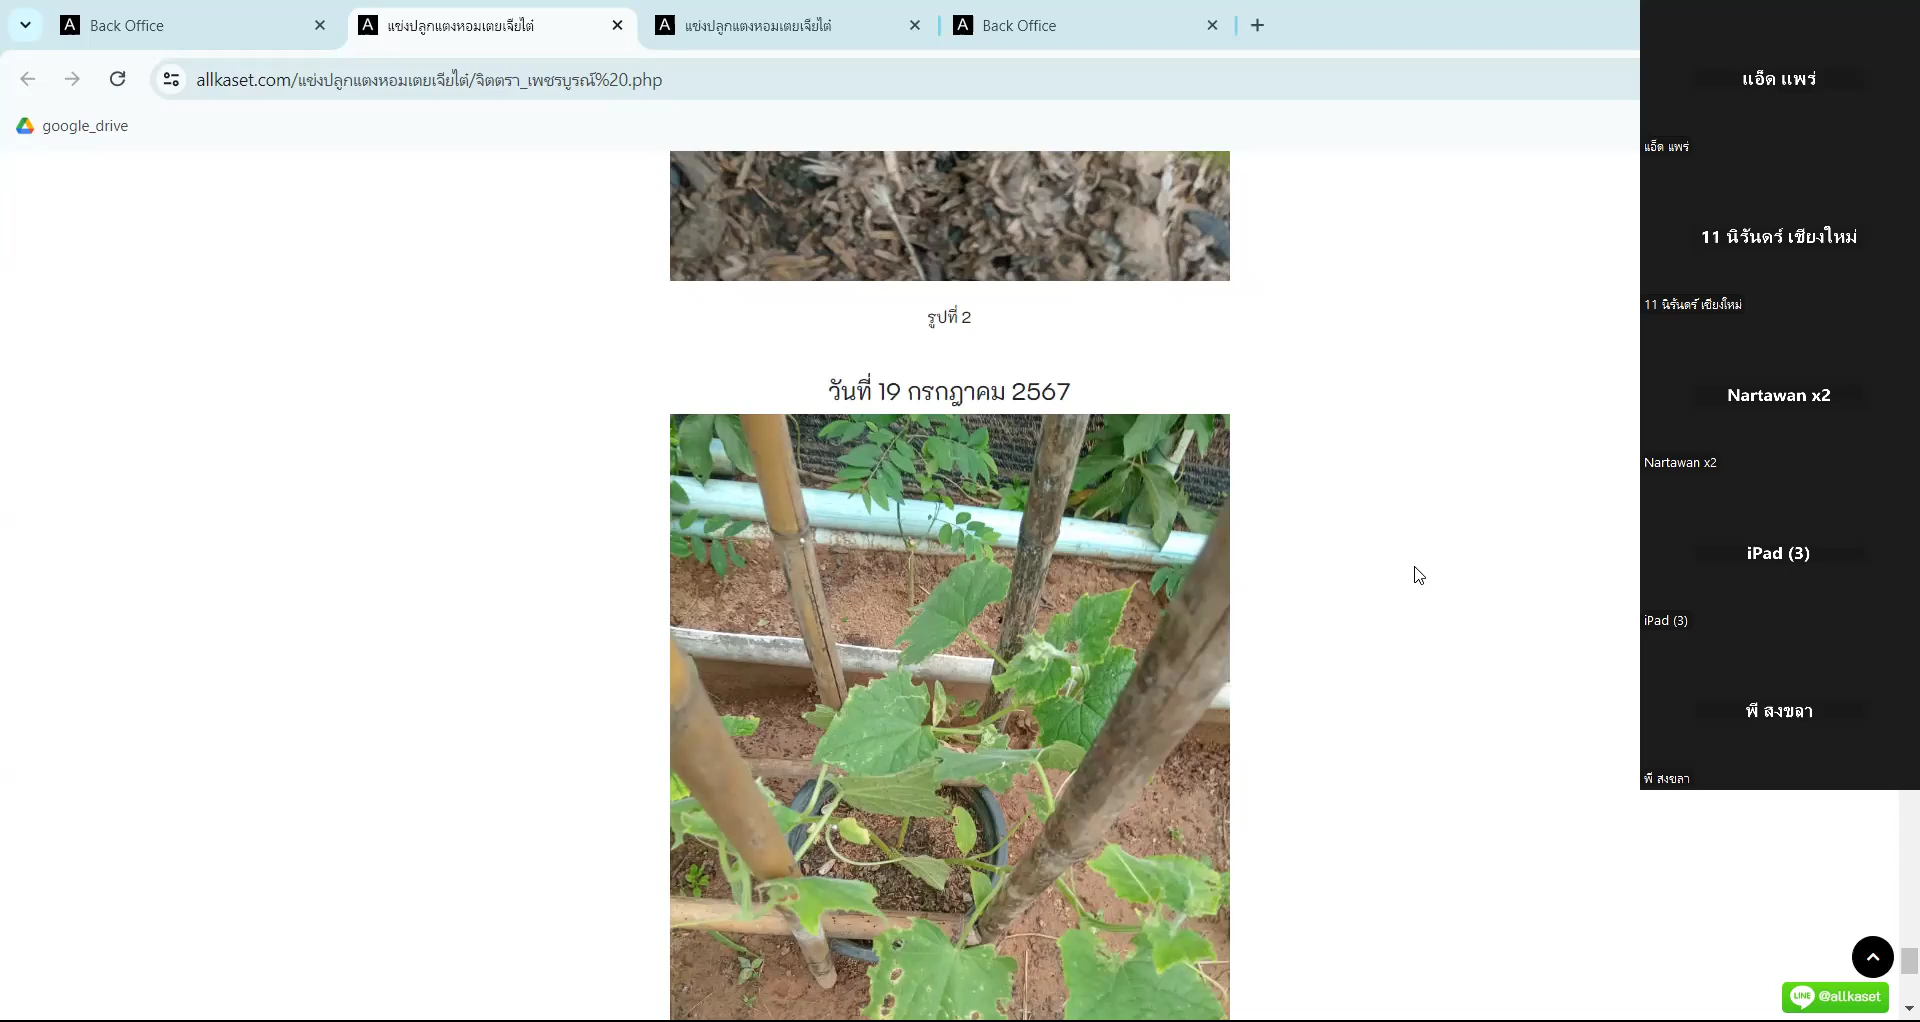 Back Office
แข่งปลูกแตงหอมเตยเจียไต๋
แข่งปลูกแตงหอมเตยเจียไต๋
Back Office
allkaset.com/แข่งปลูกแตงหอมเตยเจียไต๋/จิตตรา_เพชรบูรณ์%20.php
google_drive
รูปที่ 2
วันที่ 19 กรกฎาคม 2567
แอ็ด แพร่
แอ็ด แพร่
11 นิรันดร์ เชียงใหม่
11 นิรันดร์ เชียงใหม่
Nartawan x2
Nartawan x2
iPad (3)
iPad (3)
พี สงขลา
พี สงขลา
LINE @allkaset